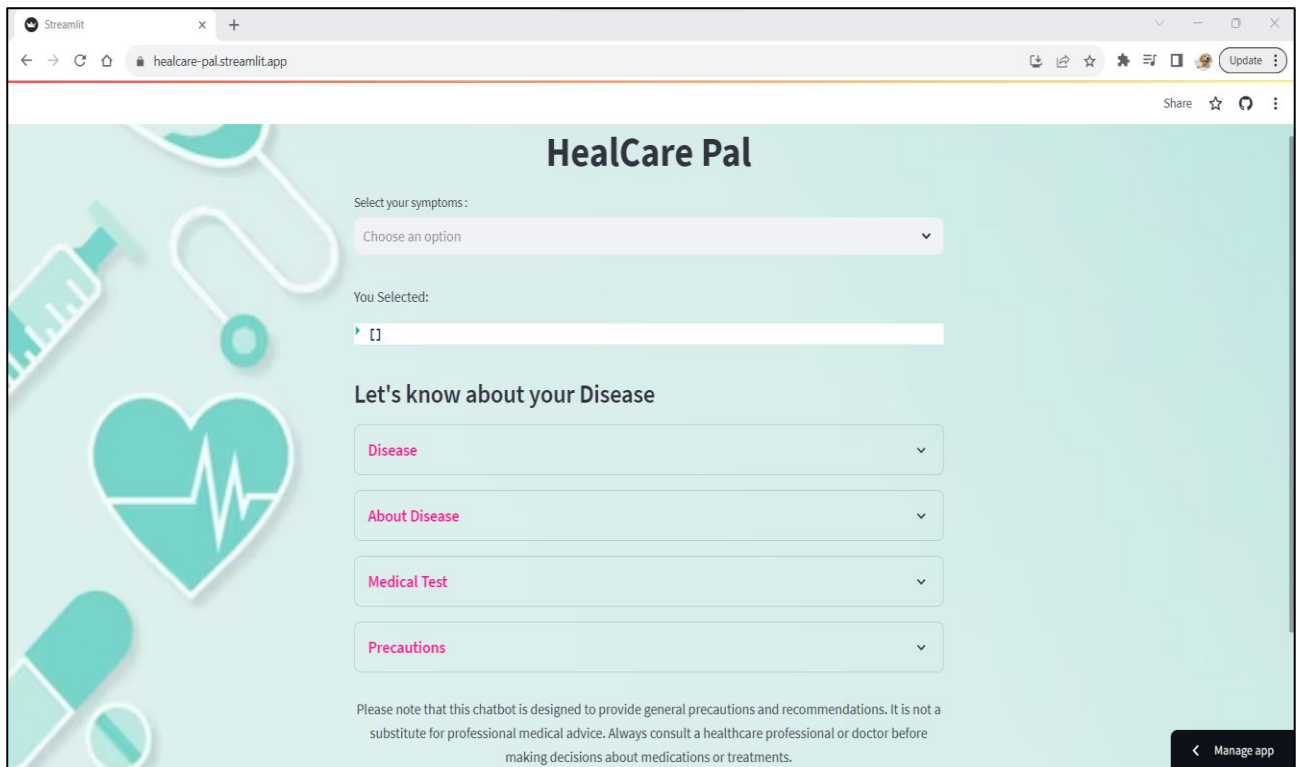 Streamlit
healcare-pal.streamlit.app
Update
Share
HealCare Pal
Select your symptoms :
Choose an option
You Selected:
[]
Let's know about your Disease
Disease
About Disease
Medical Test
Precautions
Please note that this chatbot is designed to provide general precautions and recommendations. It is not a
substitute for professional medical advice. Always consult a healthcare professional or doctor before
making decisions about medications or treatments.
Manage app